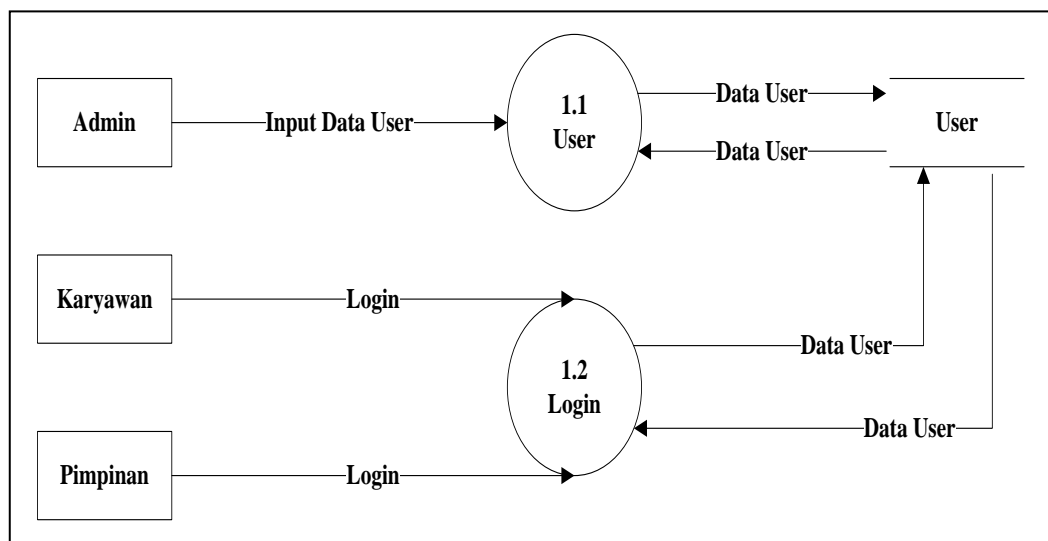 Admin
Input Data User
1.1
User
Data User
Data User
User
Karyawan
Login
1.2
Login
Data User
Data User
Pimpinan
Login